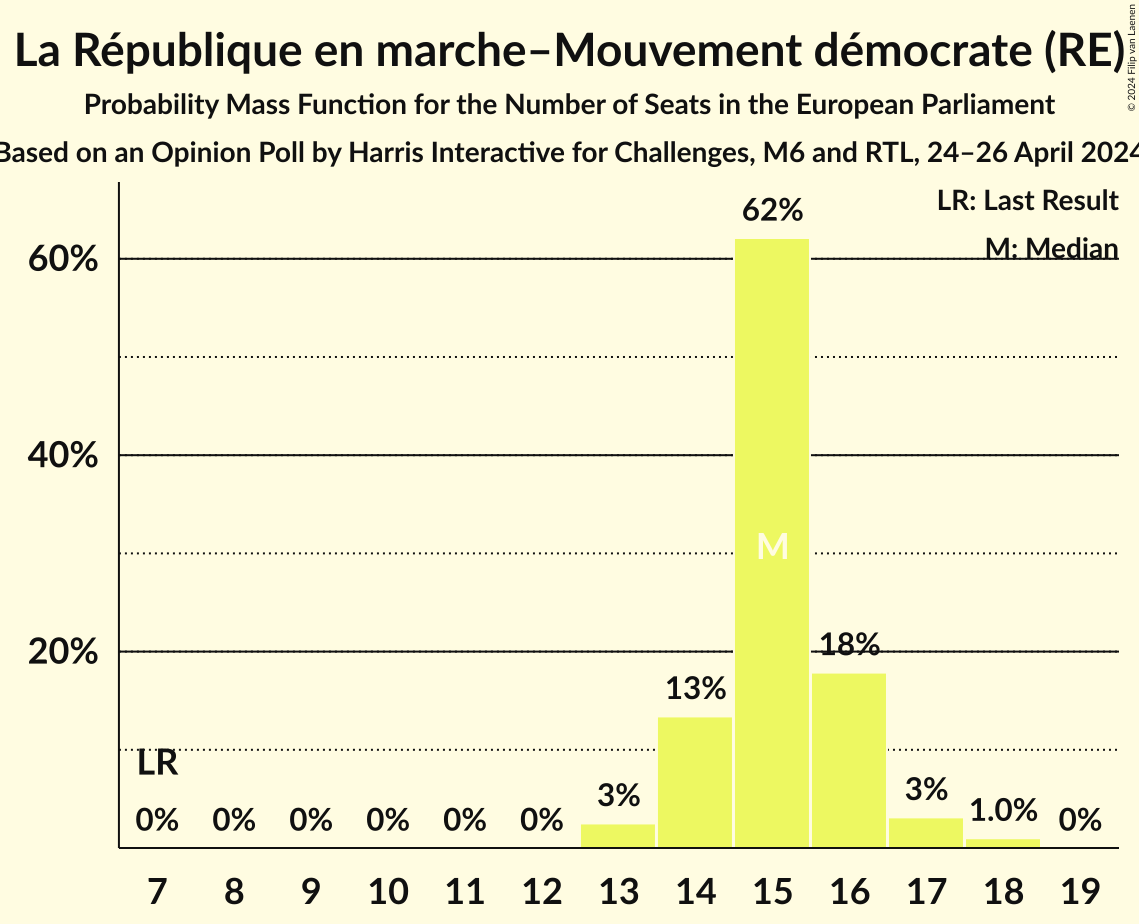 La République en marche–Mouvement démocrate (RE)
© 2024 Filip van Laenen
Probability Mass Function for the Number of Seats in the European Parliament
Based on an Opinion Poll by Harris Interactive for Challenges, M6 and RTL, 24–26 April 2024
LR: Last Result
M: Median
62%
60%
40%
M
20%
18%
13%
LR
0% 0% 0% 0% 0% 0% 3% 3% 1.0% 0%
7 8 9 10 11 12 13 14 15 16 17 18 19